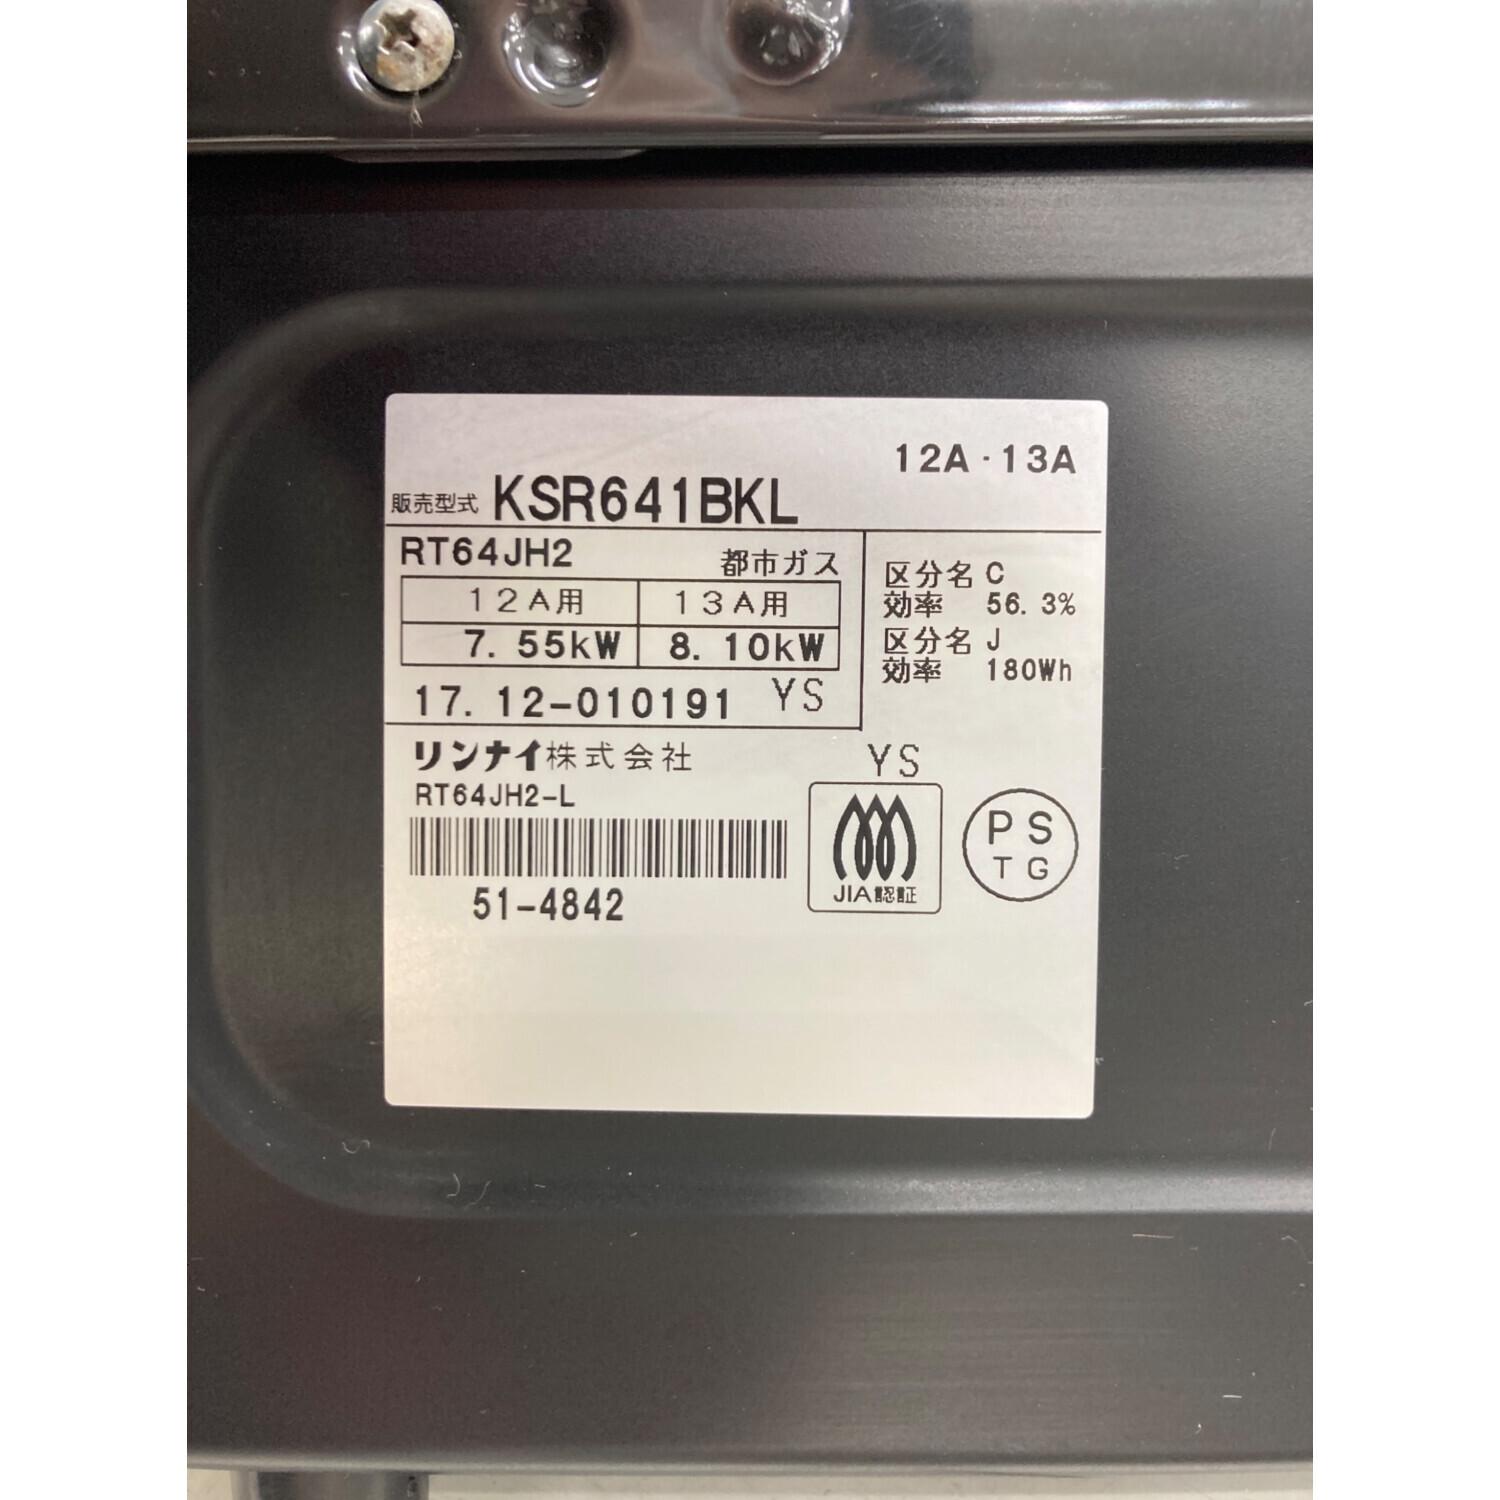 12A・13A
販売型式 KSR641BKL
RT64JH2 都市ガス
12A用 13A用
7.55kW 8.10kW
17.12-010191 YS
区分名 C
効率 56.3%
区分名 J
効率 180Wh
リンナイ株式会社
RT64JH2-L
51-4842
YS
JIA認証
PS
TG